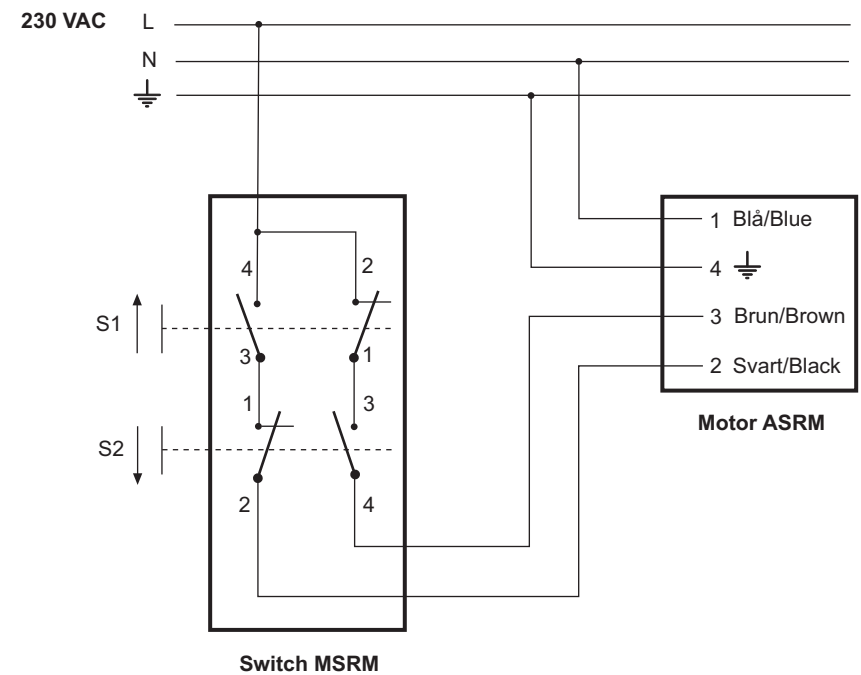 230 VAC L
N
1 Blå/Blue
4
4 2
3 Brun/Brown
S1
3 1
2 Svart/Black
1 3
Motor ASRM
S2
2 4
Switch MSRM